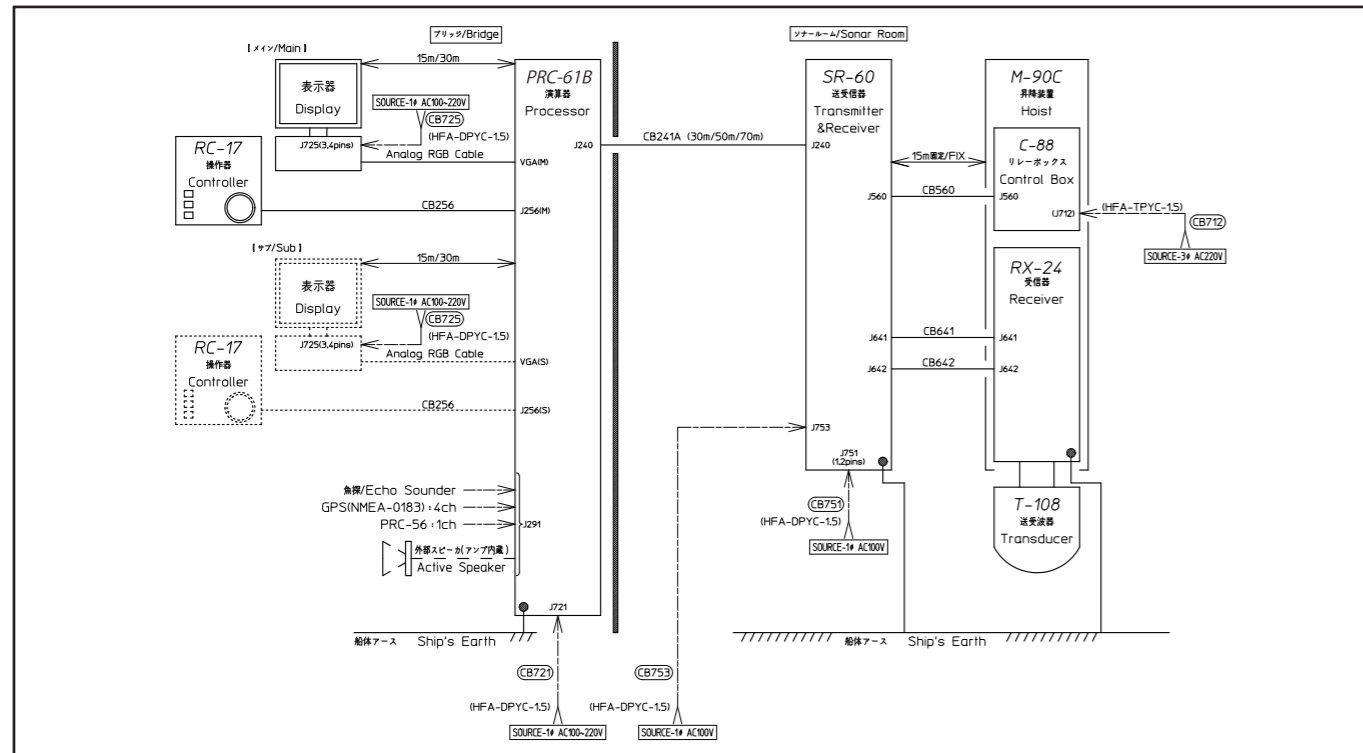 ブリッジ/Bridge
ソナールーム/Sonar Room
【 メイン/Main 】
15m/30m
表示器
Display
SOURCE-1φ AC100~220V
CB725
(HFA-DPYC-1.5)
J725(3,4pins)
Analog RGB Cable
VGA(M)
RC-17
操作器
Controller
CB256
J256(M)
PRC-61B
演算器
Processor
J240
CB241A (30m/50m/70m)
SR-60
送受信器
Transmitter
&Receiver
J240
15m固定/FIX
CB560
J560
M-90C
昇降装置
Hoist
C-88
リレーボックス
Control Box
J560
(J712)
(HFA-TPYC-1.5)
CB712
SOURCE-3φ AC220V
【 サブ/Sub 】
15m/30m
表示器
Display
SOURCE-1φ AC100~220V
CB725
(HFA-DPYC-1.5)
J725(3,4pins)
Analog RGB Cable
VGA(S)
RC-17
操作器
Controller
CB256
J256(S)
RX-24
受信器
Receiver
J641
CB641
J641
J642
CB642
J642
J753
J751
(1,2pins)
CB751
(HFA-DPYC-1.5)
SOURCE-1φ AC100V
T-108
送受波器
Transducer
魚探/Echo Sounder
GPS(NMEA-0183) : 4ch
PRC-56 : 1ch
J291
外部スピーカ(アンプ内蔵)
Active Speaker
J721
船体アース Ship's Earth
船体アース Ship's Earth
CB721
(HFA-DPYC-1.5)
SOURCE-1φ AC100~220V
CB753
(HFA-DPYC-1.5)
SOURCE-1φ AC100V